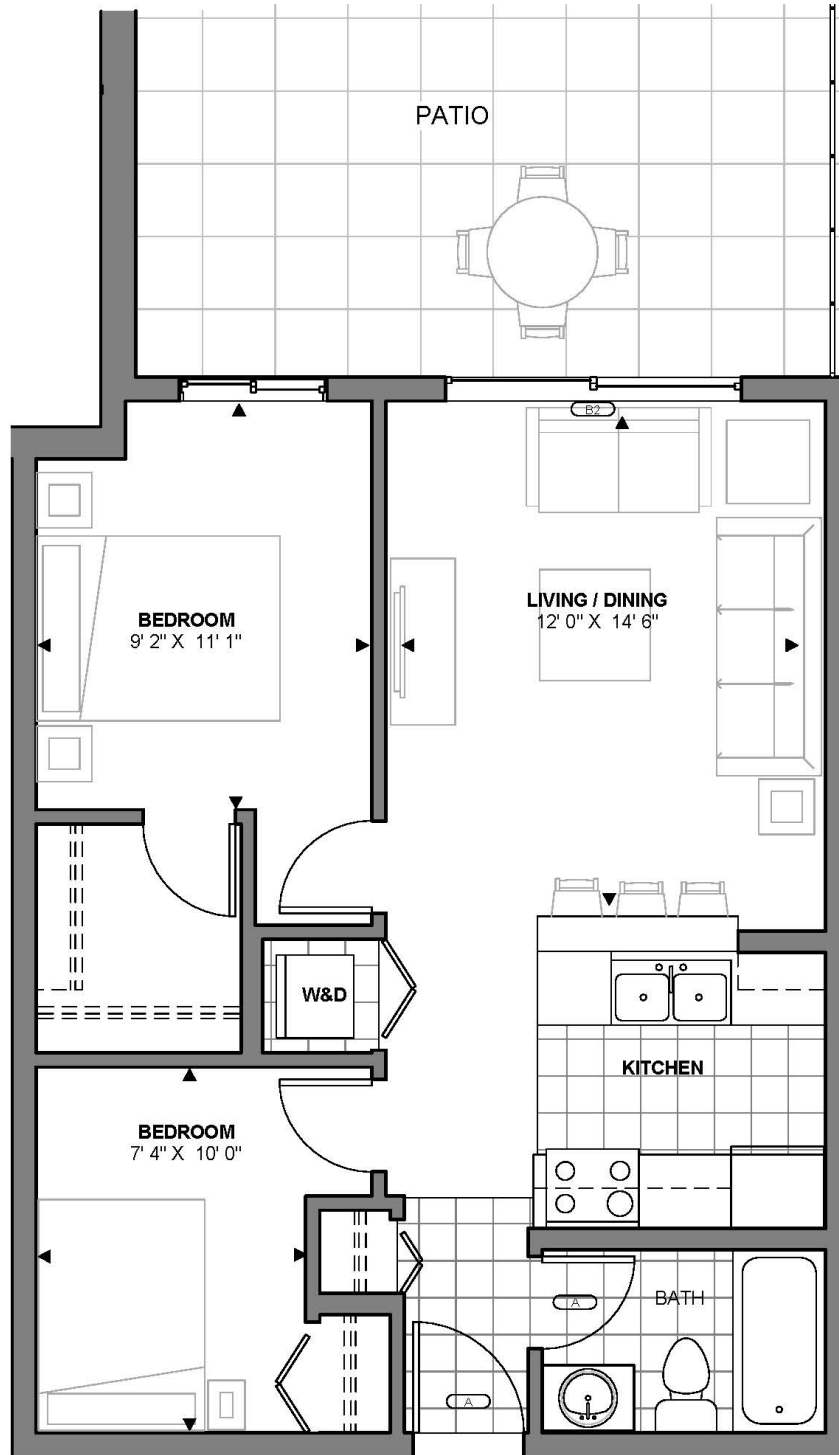 PATIO
B2
BEDROOM
9' 2" X 11' 1"
LIVING / DINING
12' 0" X 14' 6"
W&D
KITCHEN
BEDROOM
7' 4" X 10' 0"
A
BATH
A